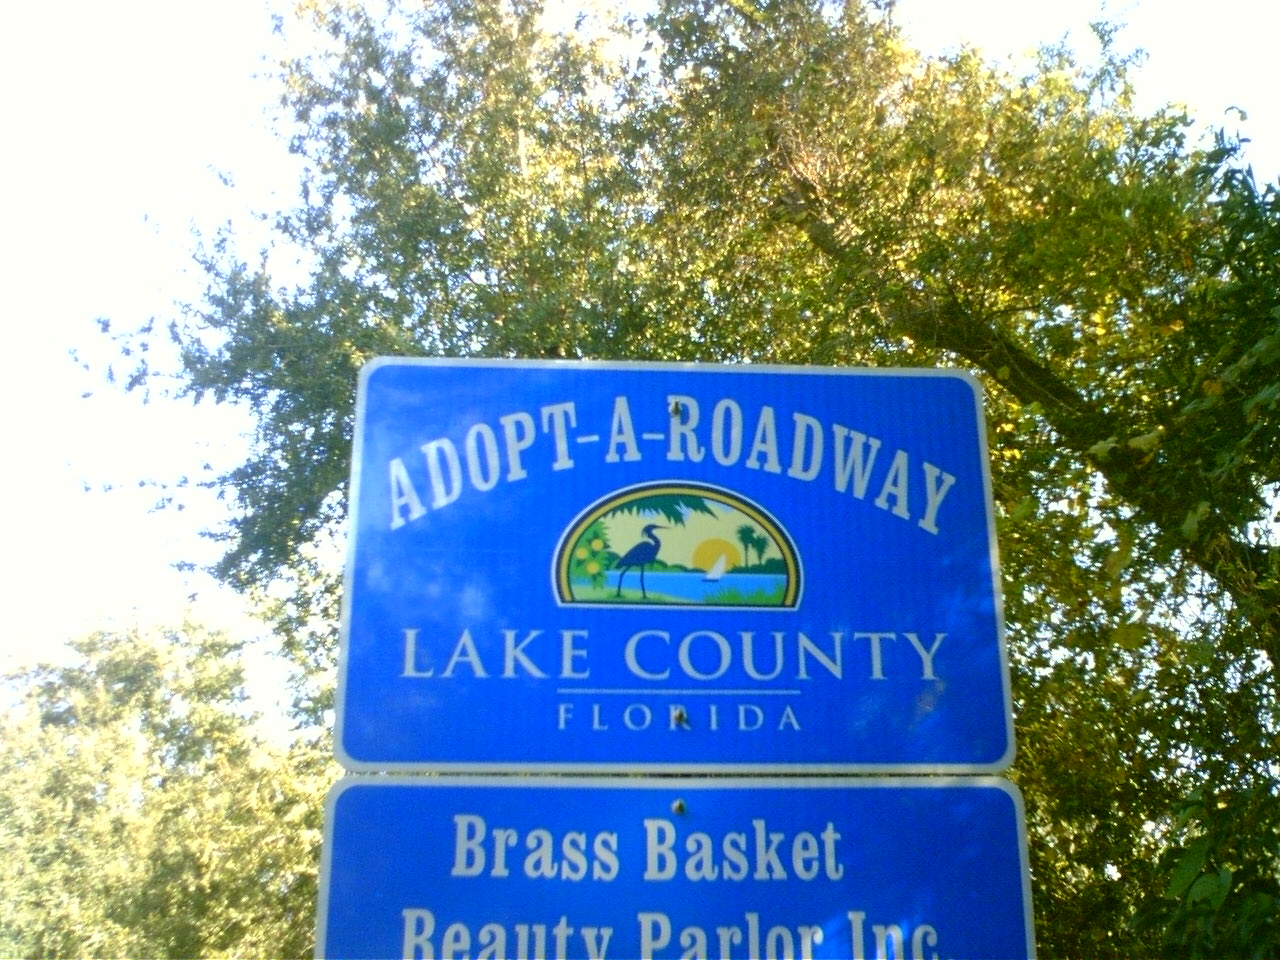 ADOPT-A-ROADWAY
LAKE COUNTY
FLORIDA
Brass Basket
Beauty Parlor Inc.